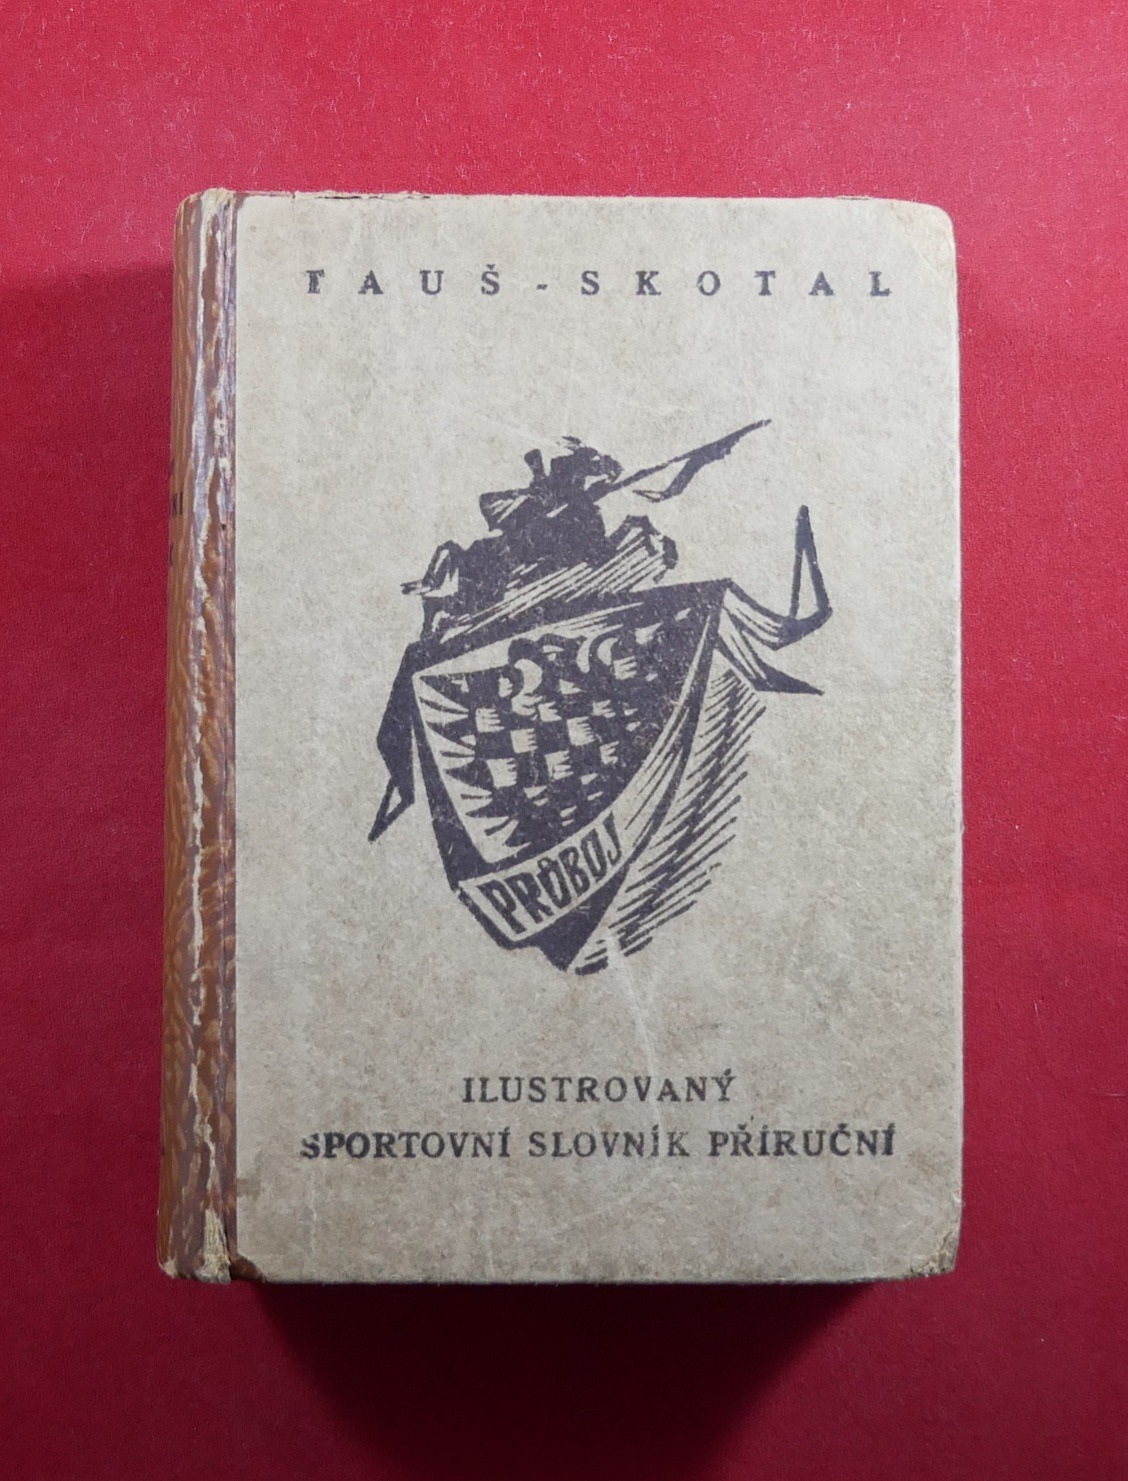 TAUŠ - SKOTAL
PRŮBOJ
ILUSTROVANÝ
SPORTOVNÍ SLOVNÍK PŘÍRUČNÍ